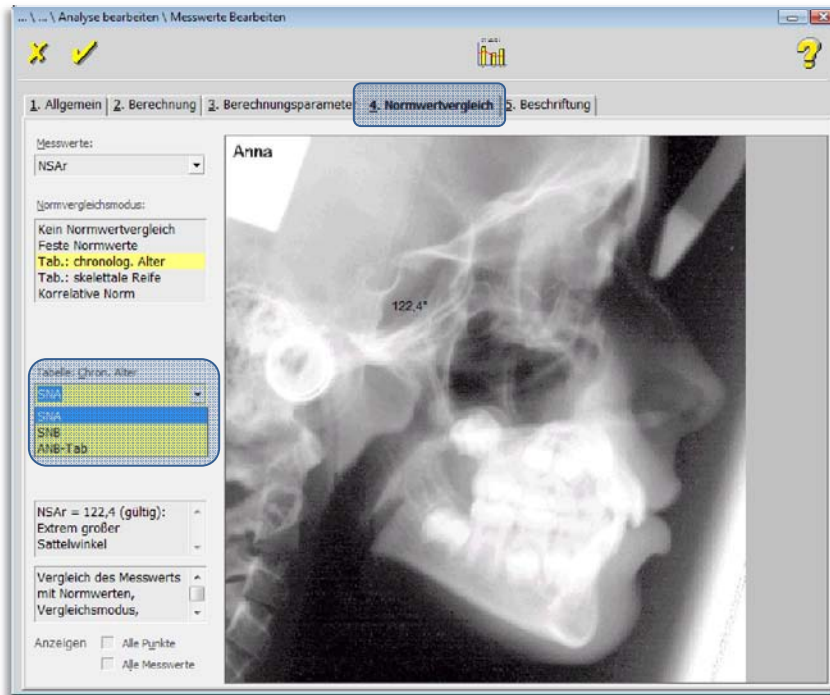 ... \ ... \ Analyse bearbeiten \ Messwerte Bearbeiten
1. Allgemein
2. Berechnung
3. Berechnungsparameter
4. Normwertvergleich
5. Beschriftung
Messwerte:
NSAr
Normvergleichsmodus:
Kein Normwertvergleich
Feste Normwerte
Tab.: chronolog. Alter
Tab.: skelettale Reife
Korrelative Norm
Tabelle: Chron. Alter
SNA
SNA
SNB
ANB-Tab
NSAr = 122,4 (gültig):
Extrem großer
Sattelwinkel
Vergleich des Messwerts
mit Normwerten,
Vergleichsmodus,
Anzeigen
Alle Punkte
Alle Messwerte
Anna
122,4°